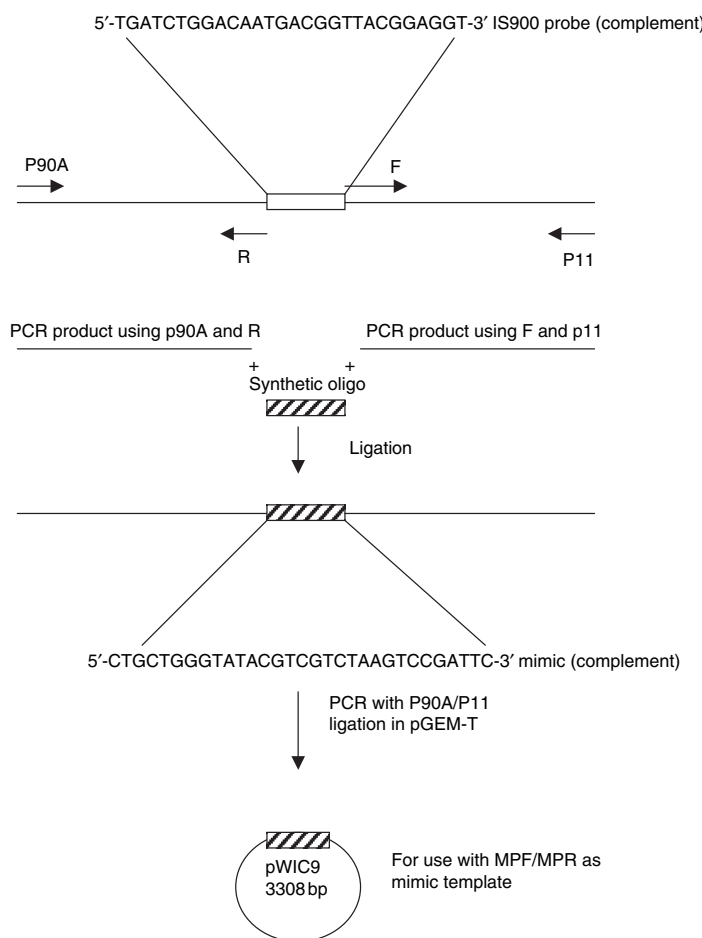 5′-TGATCTGGACAATGACGGTTACGGAGGT-3′ IS900 probe (complement)
P90A
F
R
P11
PCR product using p90A and R
PCR product using F and p11
+
+
Synthetic oligo
Ligation
5′-CTGCTGGGTATACGTCGTCTAAGTCCGATTC-3′ mimic (complement)
PCR with P90A/P11
ligation in pGEM-T
pWIC9
3308 bp
For use with MPF/MPR as
mimic template